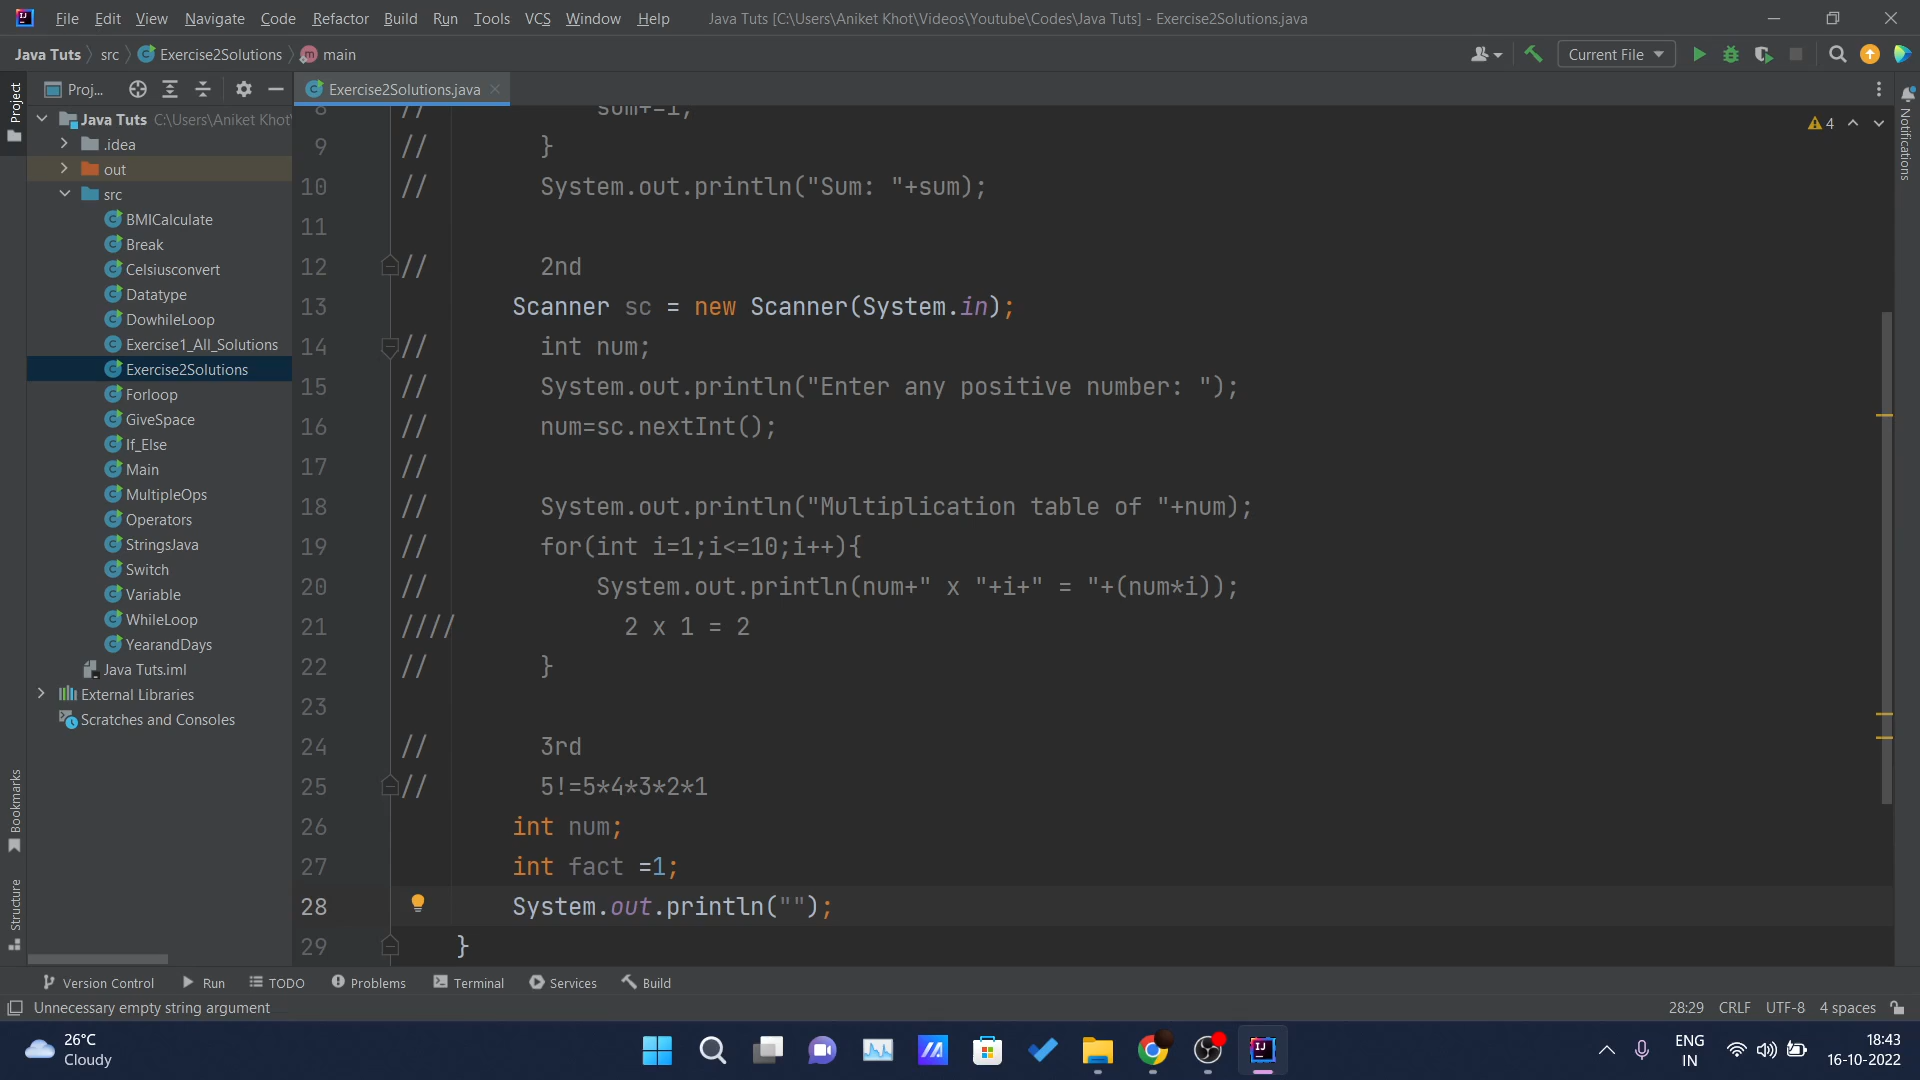 File Edit View Navigate Code Refactor Build Run Tools VCS Window Help Java Tuts [C:\Users\Aniket Khot\Videos\Youtube\Codes\Java Tuts] - Exercise2Solutions.java
Java Tuts src Exercise2Solutions main Current File
Project
Proj...
Exercise2Solutions.java
Java Tuts C:\Users\Aniket Khot\
.idea
out
src
BMICalculate
Break
Celsiusconvert
Datatype
DowhileLoop
Exercise1_All_Solutions
Exercise2Solutions
Forloop
GiveSpace
If_Else
Main
MultipleOps
Operators
StringsJava
Switch
Variable
WhileLoop
YearandDays
Java Tuts.iml
External Libraries
Scratches and Consoles
8 // sum+=i;
9 // }
10 // System.out.println("Sum: "+sum);
11
12 // 2nd
13 Scanner sc = new Scanner(System.in);
14 // int num;
15 // System.out.println("Enter any positive number: ");
16 // num=sc.nextInt();
17 //
18 // System.out.println("Multiplication table of "+num);
19 // for(int i=1;i<=10;i++){
20 // System.out.println(num+" x "+i+" = "+(num*i));
21 //// 2 x 1 = 2
22 // }
23
24 // 3rd
25 // 5!=5*4*3*2*1
26 int num;
27 int fact =1;
28 System.out.println("");
29 }
4
Notifications
Bookmarks
Structure
Version Control Run TODO Problems Terminal Services Build
Unnecessary empty string argument 28:29 CRLF UTF-8 4 spaces
26°C
Cloudy
ENG
IN
18:43
16-10-2022